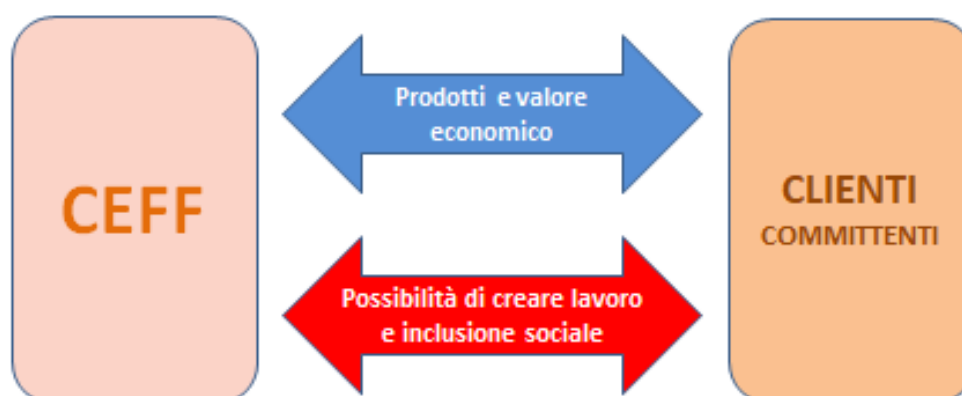 CEFF
Prodotti e valore
economico
Possibilità di creare lavoro
e inclusione sociale
CLIENTI
COMMITTENTI